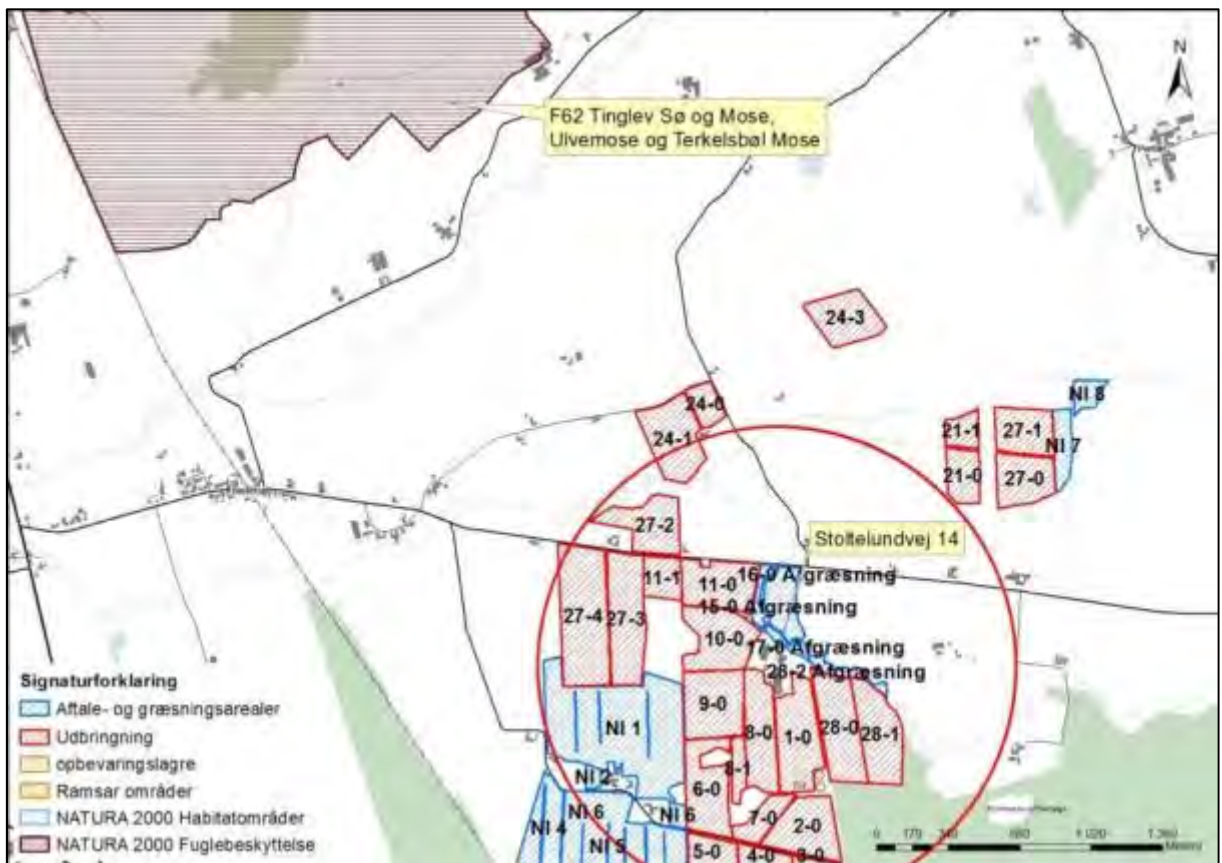 N
F62 Tinglev Sø og Mose,
Ulvemose og Terkelsbøl Mose
24-3
24-0
24-1
NI 8
21-1
27-1
NI 7
21-0
27-0
27-2
Stoltelundvej 14
11-1
11-0
16-0 Afgræsning
15-0 Afgræsning
27-4
27-3
10-0
17-0 Afgræsning
26-2 Afgræsning
9-0
8-0
1-0
28-0
28-1
NI 1
8-1
NI 2
6-0
NI 6
NI 6
7-0
2-0
NI 4
NI 5
5-0
4-0
3-0
Signaturforklaring
Aftale- og græsningsarealer
Udbringning
opbevaringslagre
Ramsar områder
NATURA 2000 Habitatområder
NATURA 2000 Fuglebeskyttelse
0 170 340 680 1.020 1.360